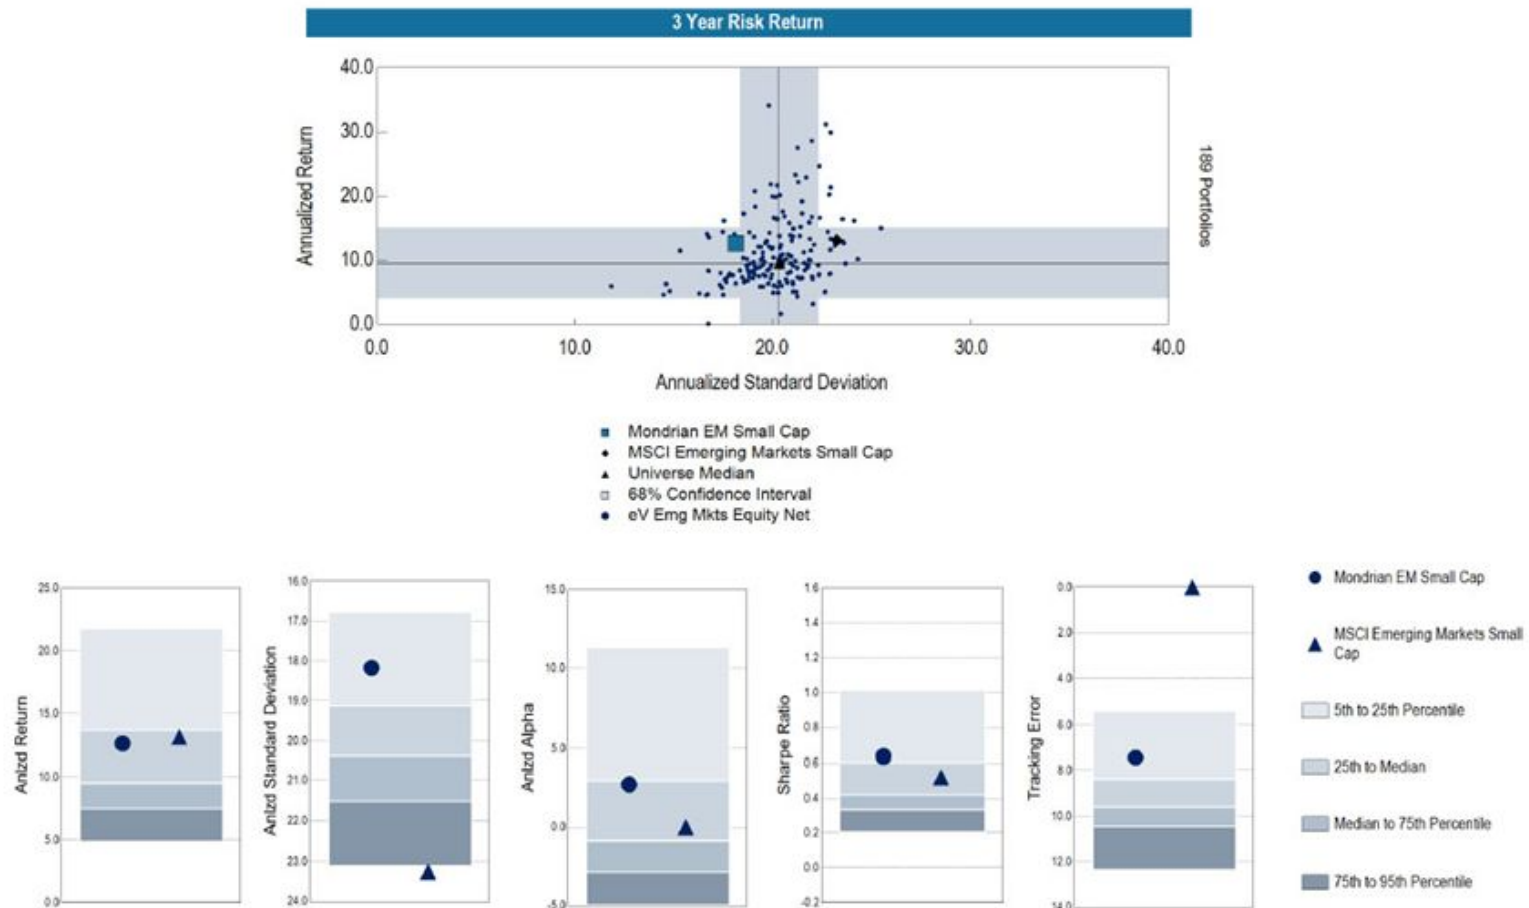 3 Year Risk Return
40.0
30.0
20.0
10.0
0.0
Annualized Return
189 Portfolios
0.0 10.0 20.0 30.0 40.0
Annualized Standard Deviation
Mondrian EM Small Cap
MSCI Emerging Markets Small Cap
Universe Median
68% Confidence Interval
eV Emg Mkts Equity Net
Anlzd Return
25.0
20.0
15.0
10.0
5.0
0.0
Anlzd Standard Deviation
16.0
17.0
18.0
19.0
20.0
21.0
22.0
23.0
24.0
Anlzd Alpha
15.0
10.0
5.0
0.0
-5.0
Sharpe Ratio
1.6
1.4
1.2
1.0
0.8
0.6
0.4
0.2
0.0
-0.2
Tracking Error
0.0
2.0
4.0
6.0
8.0
10.0
12.0
14.0
Mondrian EM Small Cap
MSCI Emerging Markets Small
Cap
5th to 25th Percentile
25th to Median
Median to 75th Percentile
75th to 95th Percentile